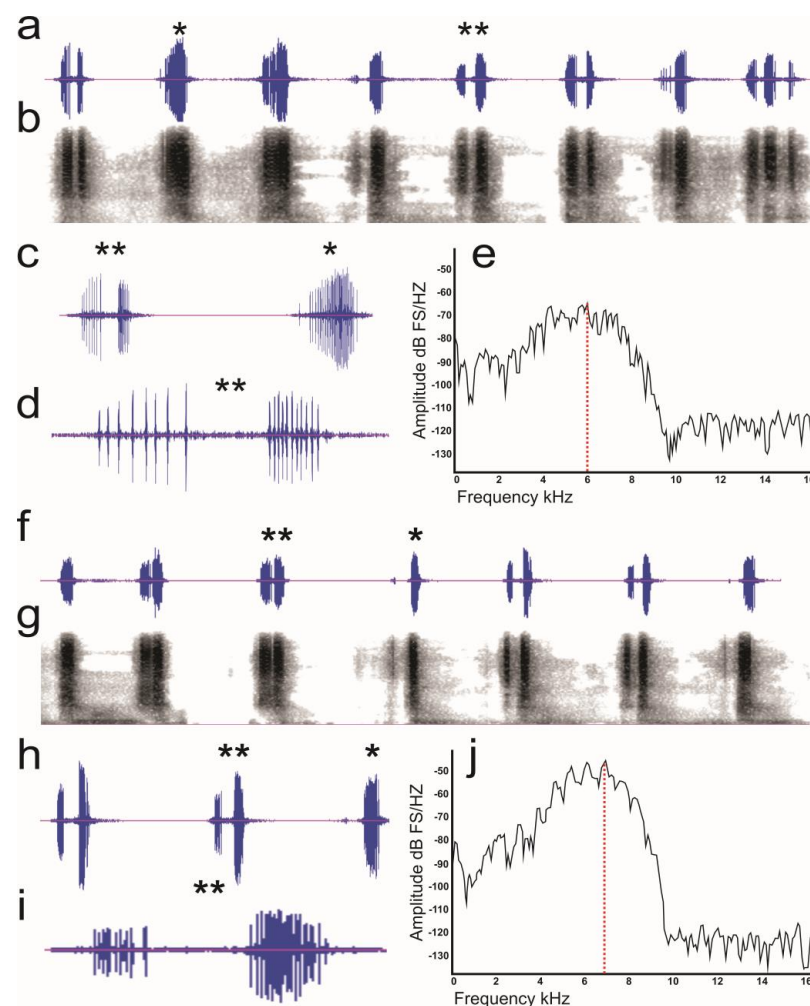 a
*
**
b
c
**
*
d
**
e
-50
-60
-70
-80
-90
-100
-110
-120
-130
Amplitude dB FS/HZ
0 2 4 6 8 10 12 14 16
Frequency kHz
f
**
*
g
h
**
*
i
**
j
-50
-60
-70
-80
-90
-100
-110
-120
-130
Amplitude dB FS/HZ
0 2 4 6 8 10 12 14 16
Frequency kHz